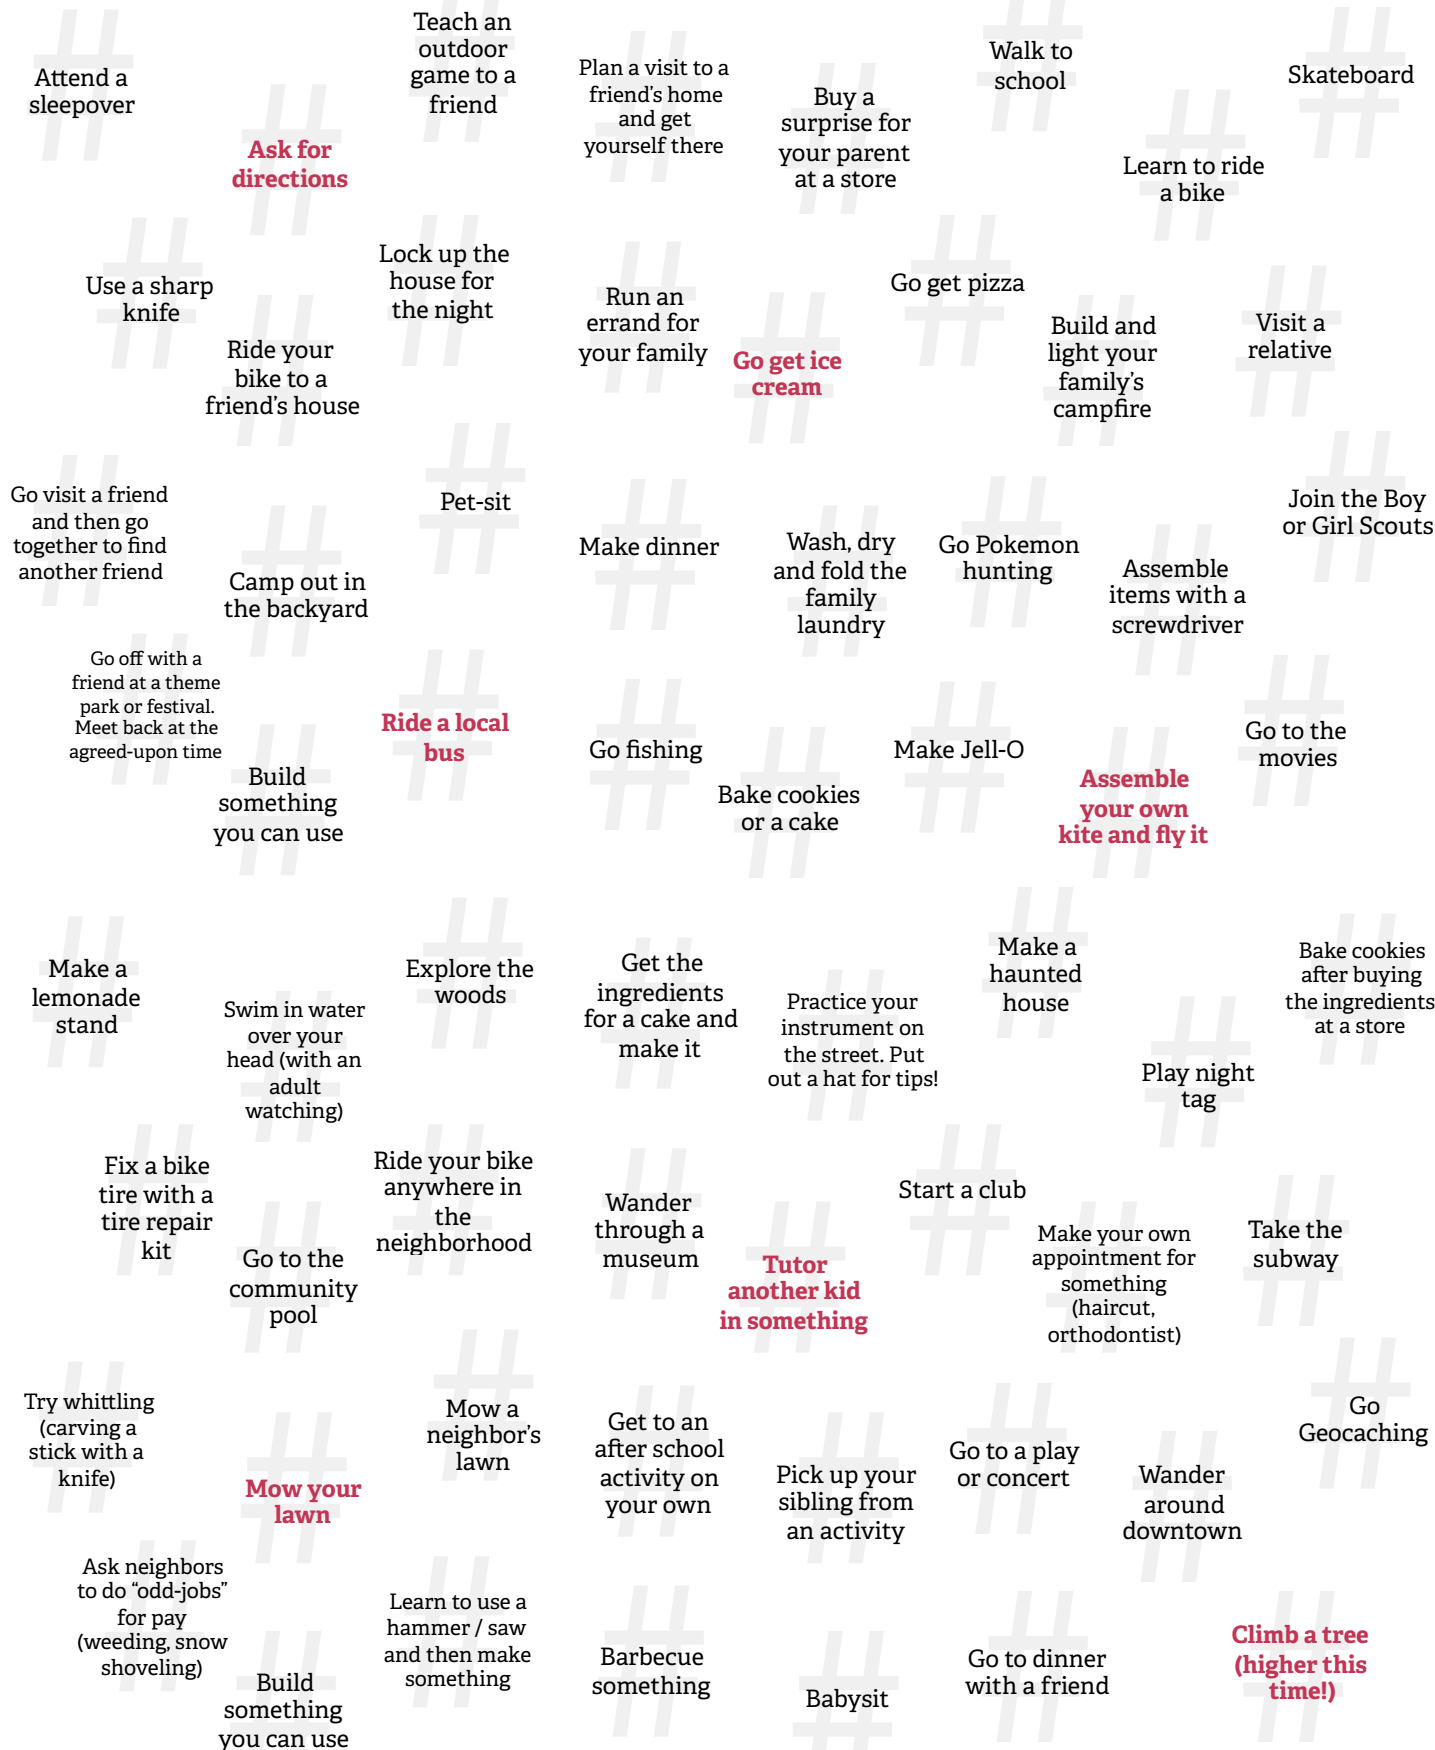 Attend a
sleepover
Ask for
directions
Teach an
outdoor
game to a
friend
Plan a visit to a
friend's home
and get
yourself there
Buy a
surprise for
your parent
at a store
Walk to
school
Learn to ride
a bike
Skateboard
Use a sharp
knife
Ride your
bike to a
friend's house
Lock up the
house for
the night
Run an
errand for
your family
Go get ice
cream
Go get pizza
Build and
light your
family's
campfire
Visit a
relative
Go visit a friend
and then go
together to find
another friend
Camp out in
the backyard
Pet-sit
Make dinner
Wash, dry
and fold the
family
laundry
Go Pokemon
hunting
Assemble
items with a
screwdriver
Join the Boy
or Girl Scouts
Go off with a
friend at a theme
park or festival.
Meet back at the
agreed-upon time
Build
something
you can use
Ride a local
bus
Go fishing
Bake cookies
or a cake
Make Jell-O
Assemble
your own
kite and fly it
Go to the
movies
Make a
lemonade
stand
Swim in water
over your
head (with an
adult
watching)
Explore the
woods
Get the
ingredients
for a cake and
make it
Practice your
instrument on
the street. Put
out a hat for tips!
Make a
haunted
house
Play night
tag
Bake cookies
after buying
the ingredients
at a store
Fix a bike
tire with a
tire repair
kit
Go to the
community
pool
Ride your bike
anywhere in
the
neighborhood
Wander
through a
museum
Tutor
another kid
in something
Start a club
Make your own
appointment for
something
(haircut,
orthodontist)
Take the
subway
Try whittling
(carving a
stick with a
knife)
Mow your
lawn
Mow a
neighbor's
lawn
Get to an
after school
activity on
your own
Pick up your
sibling from
an activity
Go to a play
or concert
Wander
around
downtown
Go
Geocaching
Ask neighbors
to do “odd-jobs”
for pay
(weeding, snow
shoveling)
Build
something
you can use
Learn to use a
hammer / saw
and then make
something
Barbecue
something
Babysit
Go to dinner
with a friend
Climb a tree
(higher this
time!)